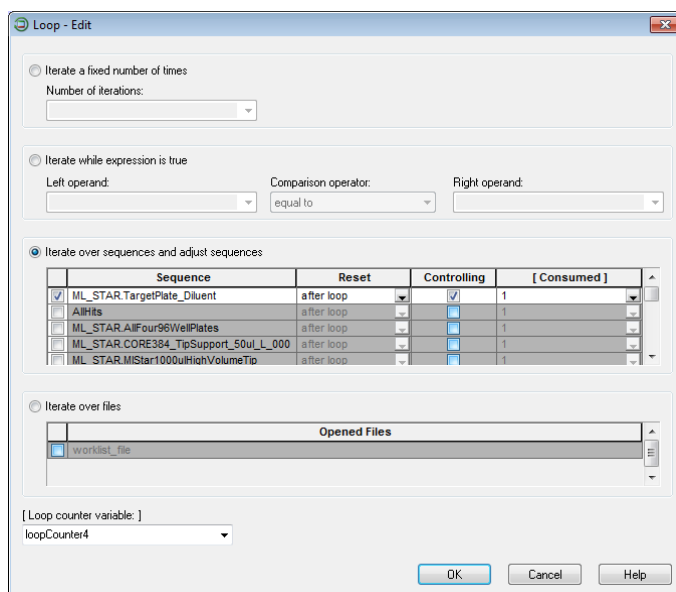 Loop - Edit
Iterate a fixed number of times
Number of iterations:
Iterate while expression is true
Left operand: Comparison operator: Right operand:
equal to
Iterate over sequences and adjust sequences
Sequence Reset Controlling [ Consumed ]
ML_STAR.TargetPlate_Diluent after loop 1
AllHits after loop 1
ML_STAR.AllFour96WellPlates after loop 1
ML_STAR.CORE384_TipSupport_50ul_L_000 after loop 1
ML_STAR.MlStar1000ulHighVolumeTip after loop 1
Iterate over files
Opened Files
worklist_file
[ Loop counter variable: ]
loopCounter4
OK Cancel Help